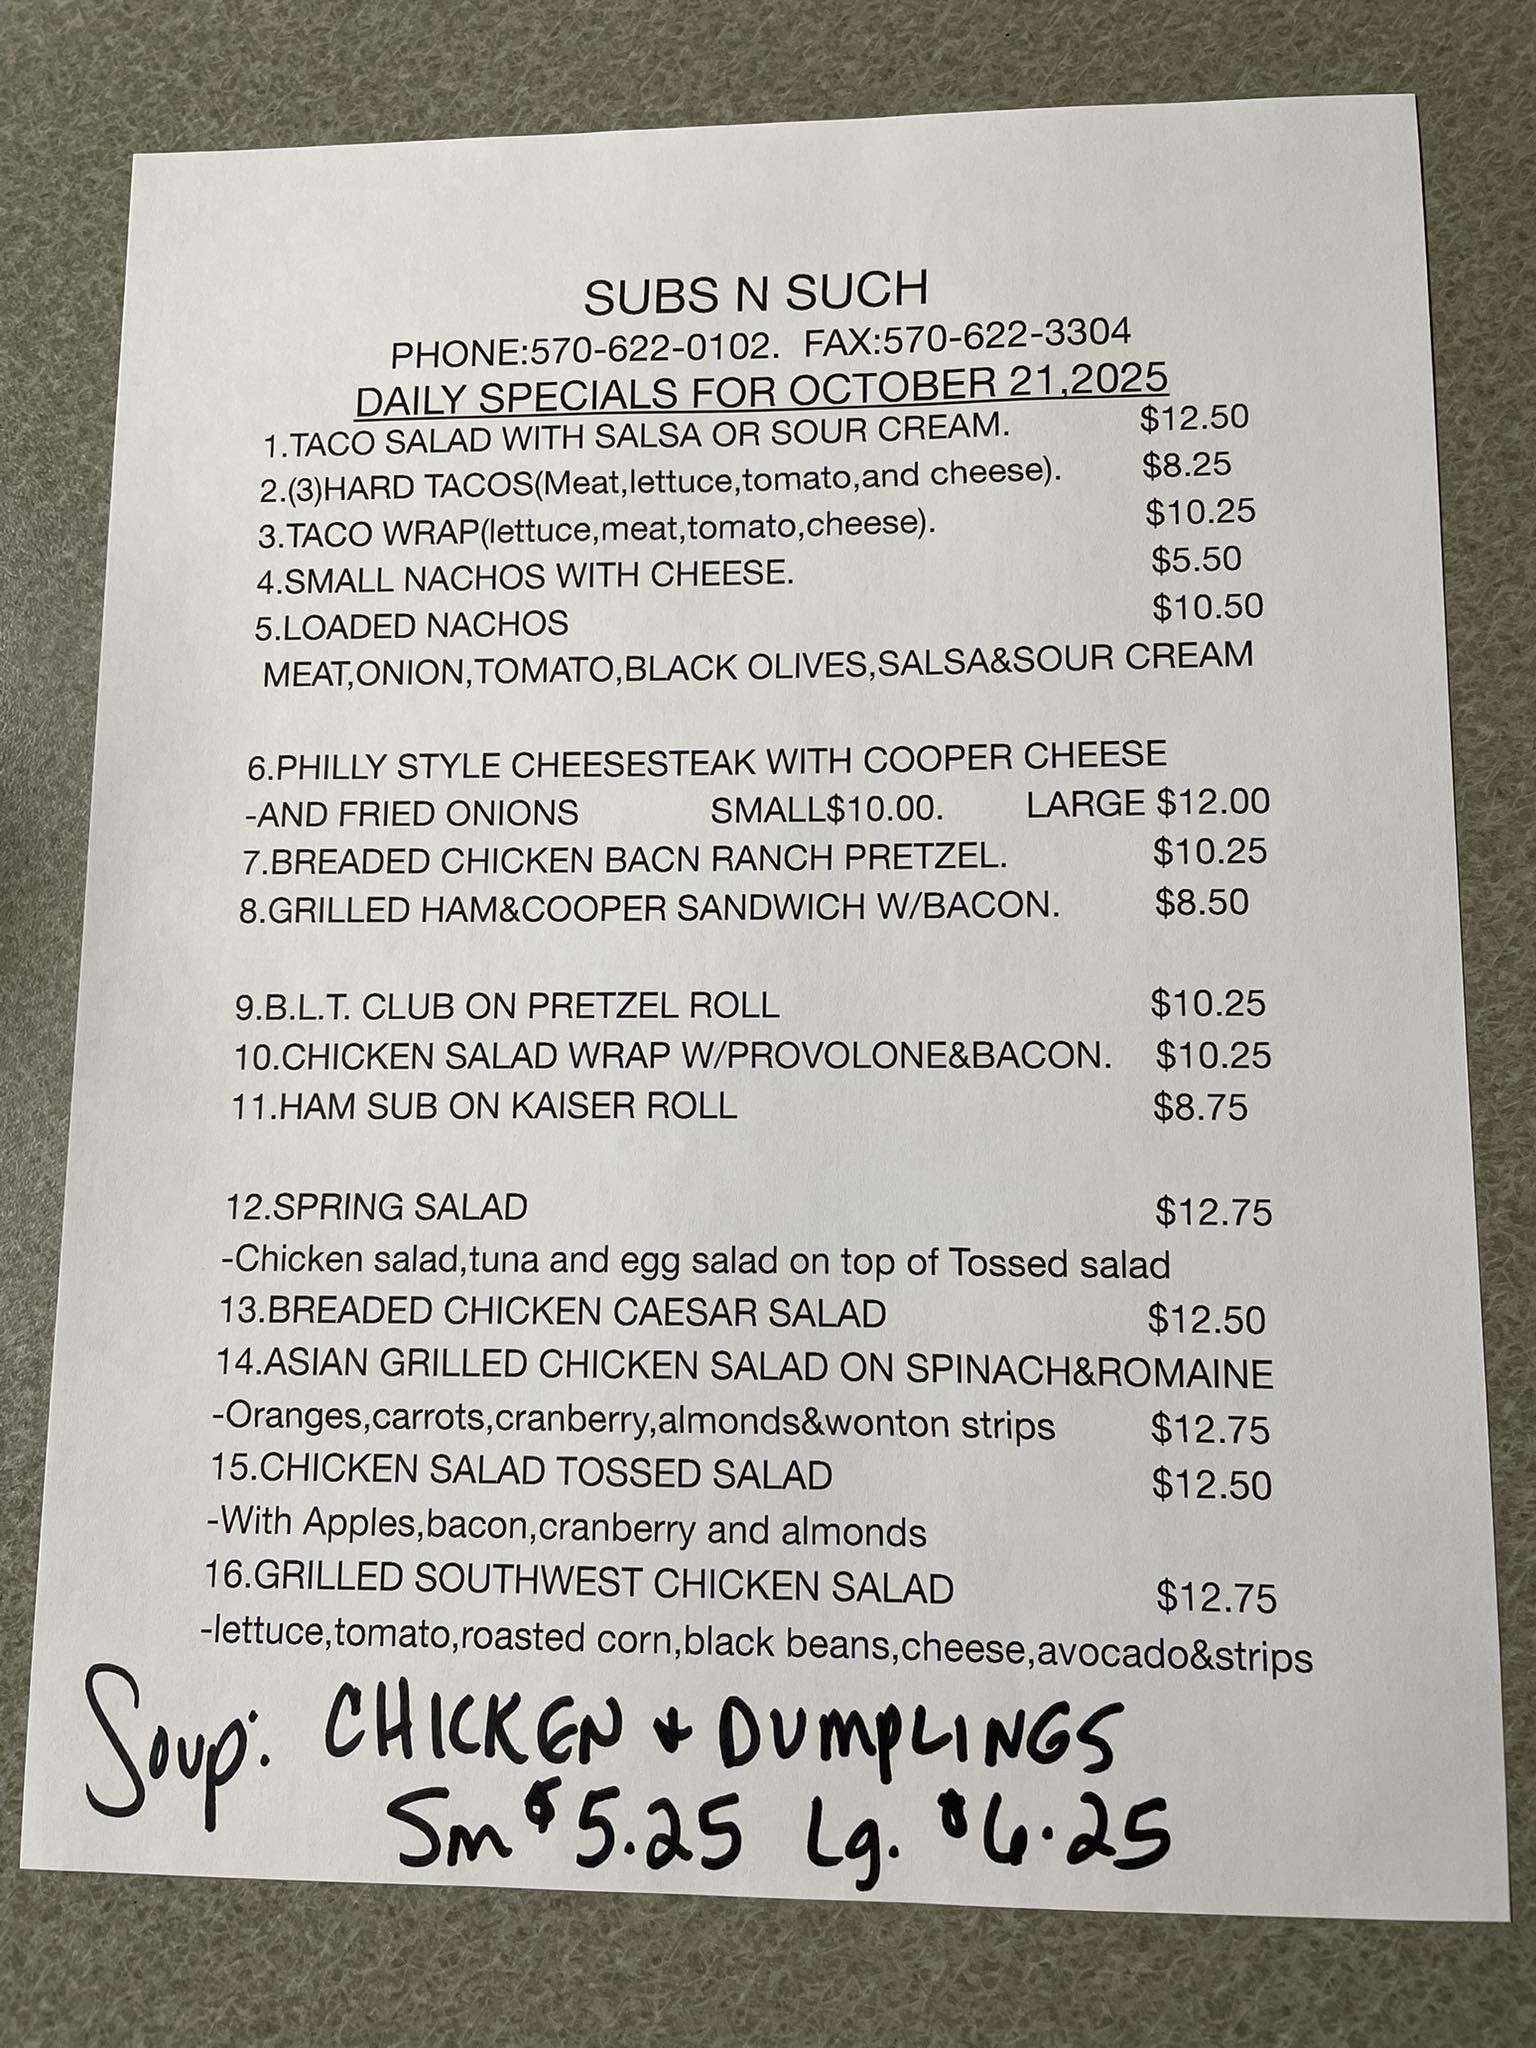 SUBS N SUCH
PHONE:570-622-0102. FAX:570-622-3304
DAILY SPECIALS FOR OCTOBER 21,2025
1.TACO SALAD WITH SALSA OR SOUR CREAM. $12.50
2.(3)HARD TACOS(Meat,lettuce,tomato,and cheese). $8.25
3.TACO WRAP(lettuce,meat,tomato,cheese). $10.25
4.SMALL NACHOS WITH CHEESE. $5.50
5.LOADED NACHOS $10.50
MEAT,ONION,TOMATO,BLACK OLIVES,SALSA&SOUR CREAM
6.PHILLY STYLE CHEESESTEAK WITH COOPER CHEESE
-AND FRIED ONIONS SMALL$10.00. LARGE $12.00
7.BREADED CHICKEN BACN RANCH PRETZEL. $10.25
8.GRILLED HAM&COOPER SANDWICH W/BACON. $8.50
9.B.L.T. CLUB ON PRETZEL ROLL $10.25
10.CHICKEN SALAD WRAP W/PROVOLONE&BACON. $10.25
11.HAM SUB ON KAISER ROLL $8.75
12.SPRING SALAD $12.75
-Chicken salad,tuna and egg salad on top of Tossed salad
13.BREADED CHICKEN CAESAR SALAD $12.50
14.ASIAN GRILLED CHICKEN SALAD ON SPINACH&ROMAINE
-Oranges,carrots,cranberry,almonds&wonton strips $12.75
15.CHICKEN SALAD TOSSED SALAD $12.50
-With Apples,bacon,cranberry and almonds
16.GRILLED SOUTHWEST CHICKEN SALAD $12.75
-lettuce,tomato,roasted corn,black beans,cheese,avocado&strips
Soup: CHICKEN & DUMPLINGS
Sm $5.25 Lg. $6.25